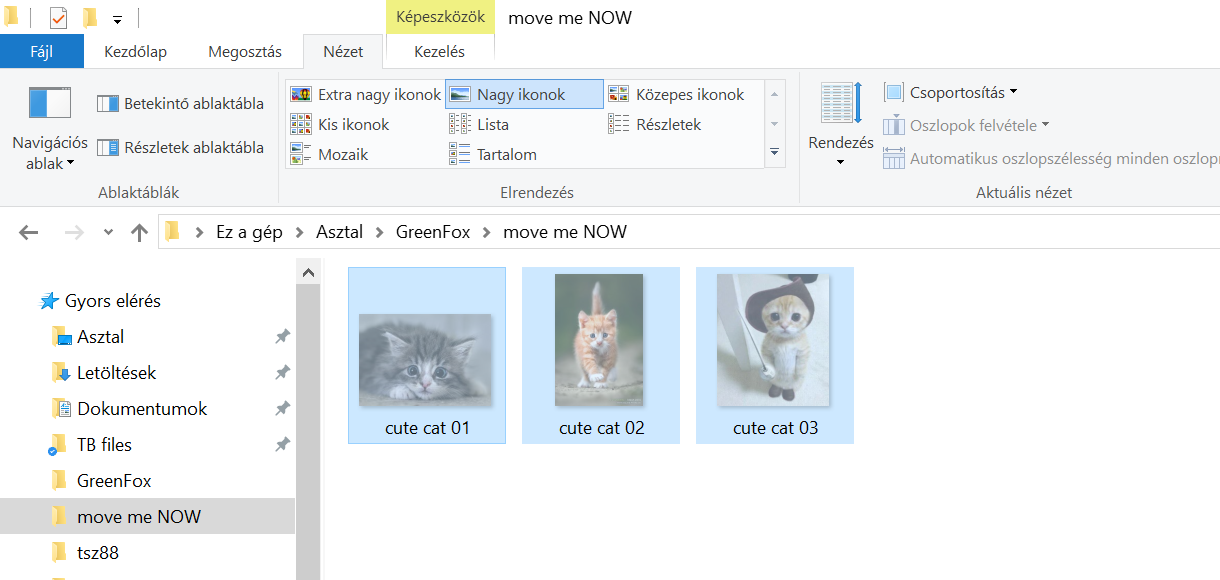 Képeszközök
move me NOW
Fájl
Kezdőlap
Megosztás
Nézet
Kezelés
Navigációs
ablak
Betekintő ablaktábla
Részletek ablaktábla
Ablaktáblák
Extra nagy ikonok
Nagy ikonok
Közepes ikonok
Kis ikonok
Lista
Részletek
Mozaik
Tartalom
Elrendezés
Rendezés
Csoportosítás
Oszlopok felvétele
Automatikus oszlopszélesség minden oszlopr
Aktuális nézet
Ez a gép
Asztal
GreenFox
move me NOW
Gyors elérés
Asztal
Letöltések
Dokumentumok
TB files
GreenFox
move me NOW
tsz88
cute cat 01
cute cat 02
cute cat 03